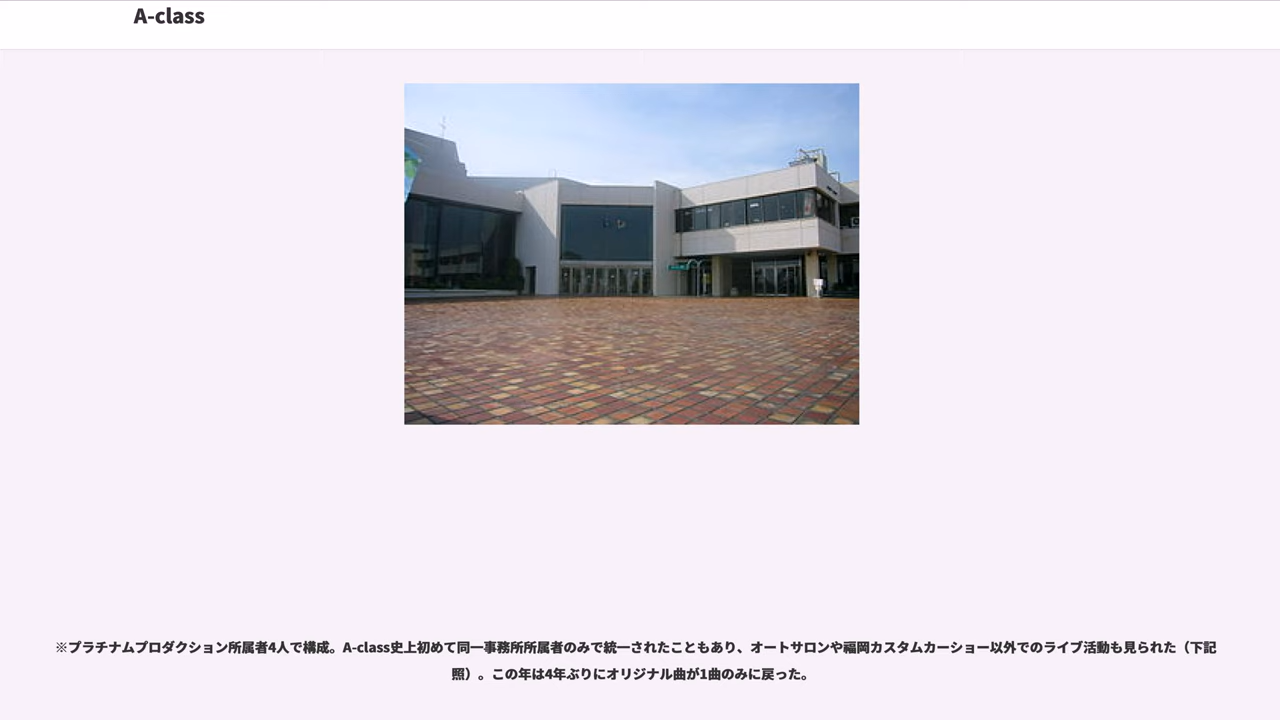 A-class
※プラチナムプロダクション所属者4人で構成。A-class史上初めて同一事務所所属者のみで統一されたこともあり、オートサロンや福岡カスタムカーショー以外でのライブ活動も見られた（下記
照）。この年は4年ぶりにオリジナル曲が1曲のみに戻った。